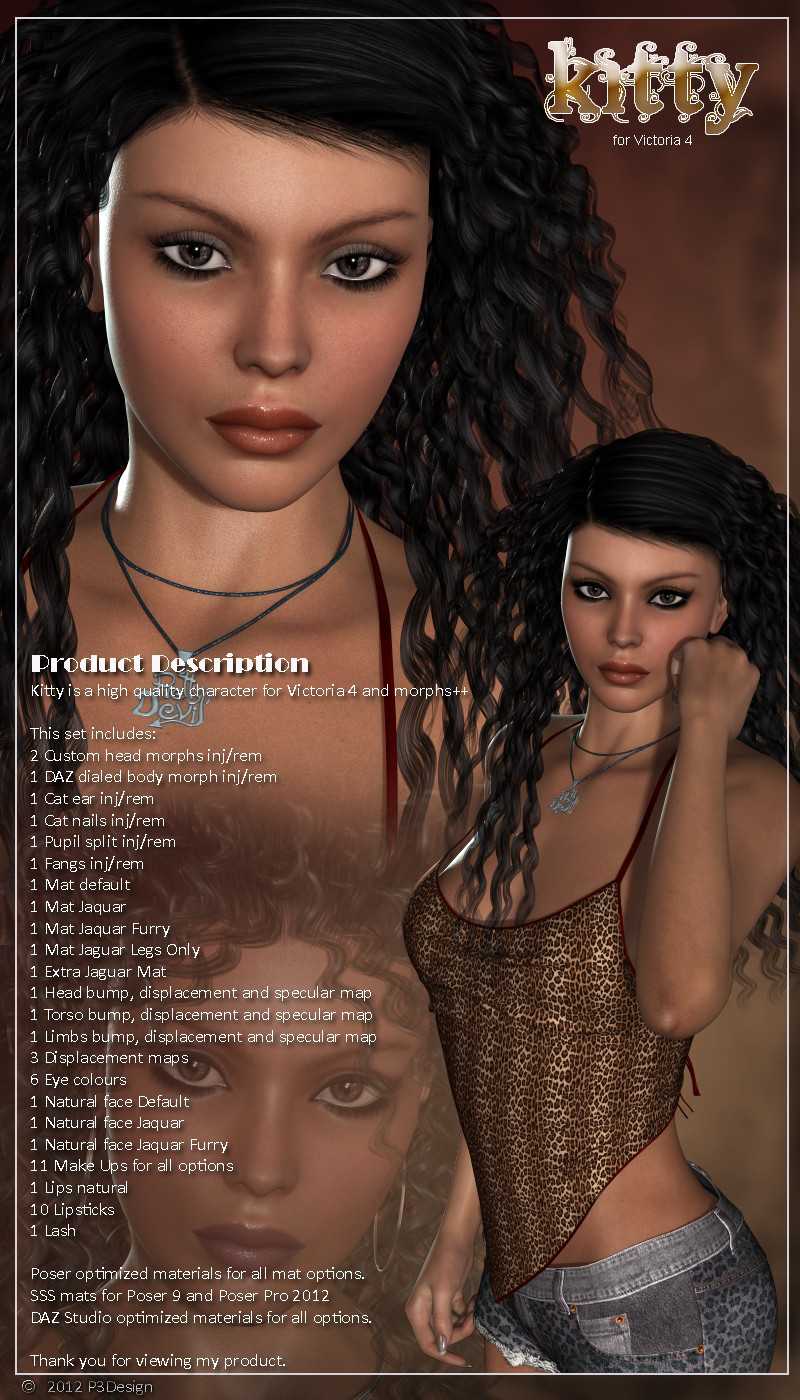 kitty
for Victoria 4
Product Description
Kitty is a high quality character for Victoria 4 and morphs++
Devil
This set includes:
2 Custom head morphs inj/rem
1 DAZ dialed body morph inj/rem
1 Cat ear inj/rem
1 Cat nails inj/rem
1 Pupil split inj/rem
1 Fangs inj/rem
1 Mat default
1 Mat Jaquar
1 Mat Jaquar Furry
1 Mat Jaguar Legs Only
1 Extra Jaguar Mat
1 Head bump, displacement and specular map
1 Torso bump, displacement and specular map
1 Limbs bump, displacement and specular map
3 Displacement maps
6 Eye colours
1 Natural face Default
1 Natural face Jaquar
1 Natural face Jaquar Furry
11 Make Ups for all options
1 Lips natural
10 Lipsticks
1 Lash
Poser optimized materials for all mat options.
SSS mats for Poser 9 and Poser Pro 2012
DAZ Studio optimized materials for all options.
Thank you for viewing my product.
© 2012 P3Design